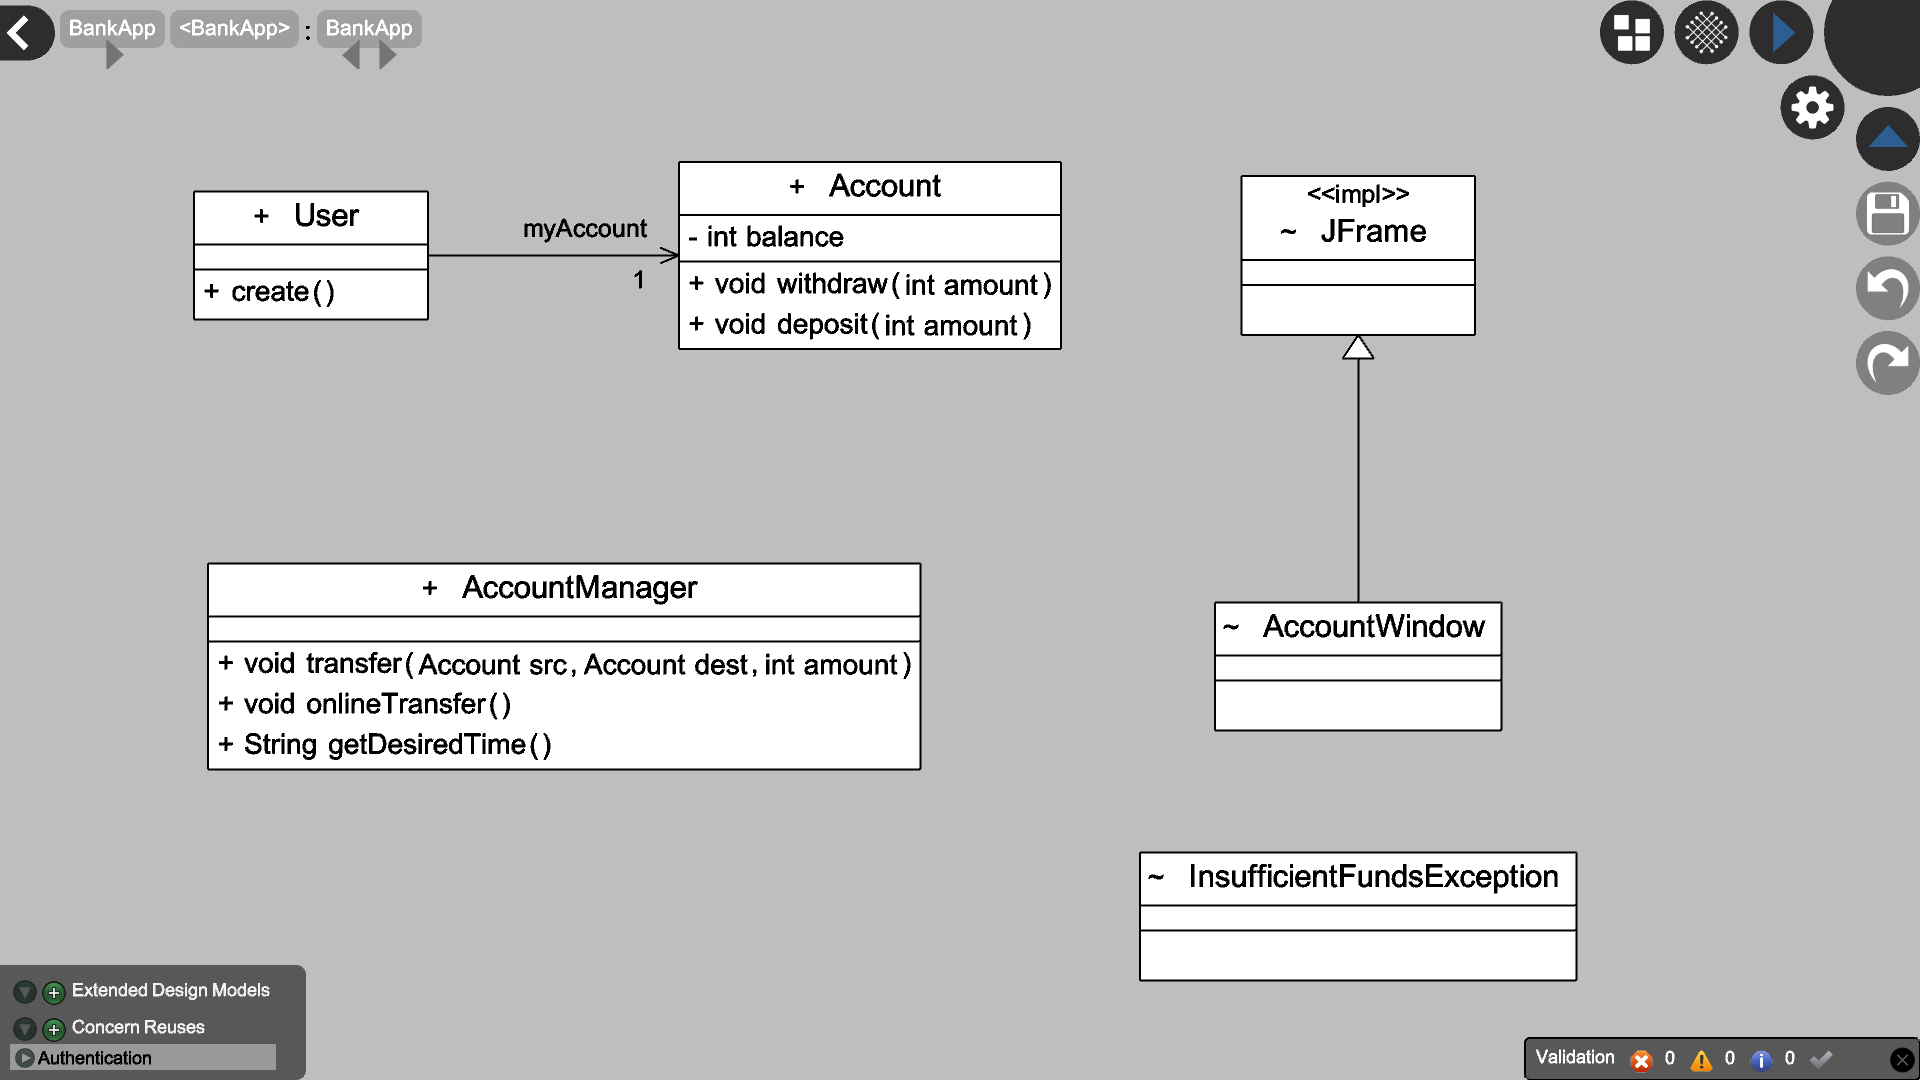 BankApp <BankApp> : BankApp
+ User
+ create()
myAccount
1
+ Account
- int balance
+ void withdraw(int amount)
+ void deposit(int amount)
<<impl>>
~ JFrame
+ AccountManager
+ void transfer(Account src, Account dest, int amount)
+ void onlineTransfer()
+ String getDesiredTime()
~ AccountWindow
~ InsufficientFundsException
Extended Design Models
Concern Reuses
Authentication
Validation 0 0 0